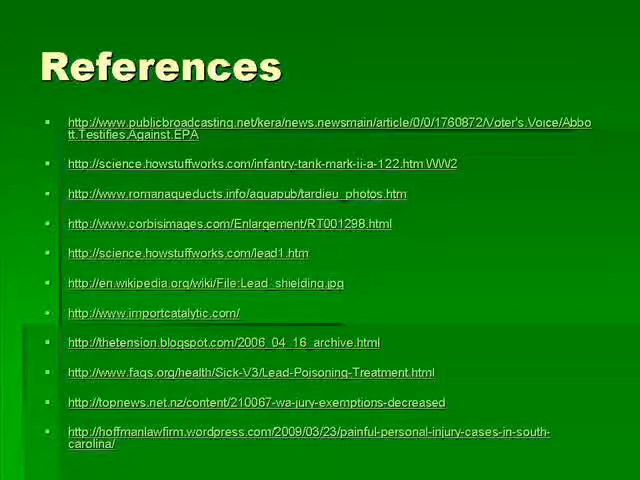 References
http://www.publicbroadcasting.net/kera/news.newsmain/article/0/0/1760872/Voter's.Voice/Abbo
tt.Testifies.Against.EPA
http://science.howstuffworks.com/infantry-tank-mark-ii-a-122.htm WW2
http://www.romanaqueducts.info/aquapub/tardieu_photos.htm
http://www.corbisimages.com/Enlargement/RT001298.html
http://science.howstuffworks.com/lead1.htm
http://en.wikipedia.org/wiki/File:Lead_shielding.jpg
http://www.importcatalytic.com/
http://thetension.blogspot.com/2006_04_16_archive.html
http://www.faqs.org/health/Sick-V3/Lead-Poisoning-Treatment.html
http://topnews.net.nz/content/210067-wa-jury-exemptions-decreased
http://hoffmanlawfirm.wordpress.com/2009/03/23/painful-personal-injury-cases-in-south-
carolina/